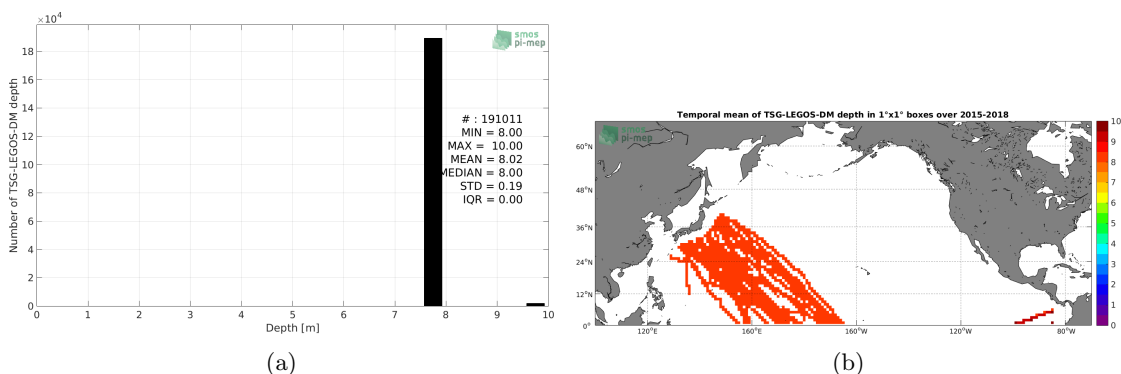 ×10⁴
smos
pi-mep
18
16
14
12
10
8
6
4
2
0
Number of TSG-LEGOS-DM depth
# : 191011
MIN = 8.00
MAX = 10.00
MEAN = 8.02
MEDIAN = 8.00
STD = 0.19
IQR = 0.00
0 1 2 3 4 5 6 7 8 9 10
Depth [m]
(a)
Temporal mean of TSG-LEGOS-DM depth in 1°x1° boxes over 2015-2018
smos
pi-mep
60°N
48°N
36°N
24°N
12°N
0°
120°E 160°E 160°W 120°W 80°W
10
9
8
7
6
5
4
3
2
1
0
(b)